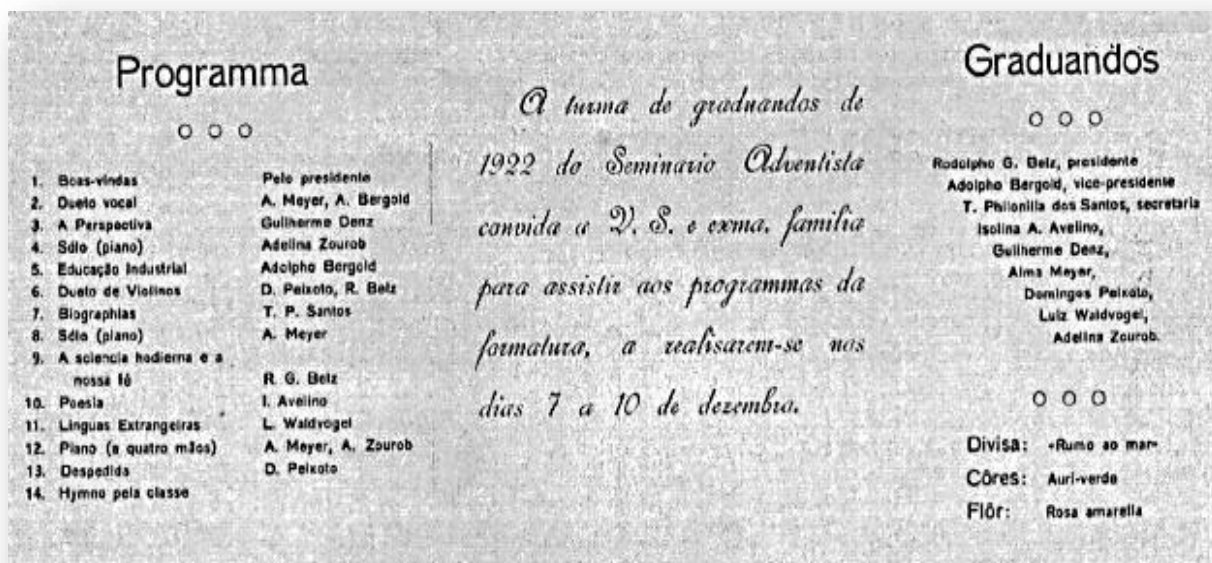 Programma
o o o
1. Boas-vindas Pelo presidente
2. Dueto vocal A. Meyer, A. Bergold
3. A Perspectiva Guilherme Denz
4. Sólo (piano) Adelina Zourob
5. Educação Industrial Adolpho Bergold
6. Dueto de Violinos D. Peixoto, R. Belz
7. Biographias T. P. Santos
8. Sólo (piano) A. Meyer
9. A sciencia hodierna e a
nossa fé R. G. Belz
10. Poesia I. Avelino
11. Linguas Extrangeiras L. Waldvogel
12. Piano (a quatro mãos) A. Meyer, A. Zourob
13. Despedida D. Peixoto
14. Hymno pela classe
A turma de graduandos de
1922 do Seminario Adventista
convida a V. S. e exma. familia
para assistir aos programmas da
formatura, a realisarem-se nos
dias 7 a 10 de dezembro.
Graduandos
o o o
Rodolpho G. Belz, presidente
Adolpho Bergold, vice-presidente
T. Philonilla dos Santos, secretaria
Isolina A. Avelino,
Guilherme Denz,
Alma Meyer,
Domingos Peixoto,
Luiz Waldvogel,
Adelina Zourob.
o o o
Divisa: «Rumo ao mar»
Côres: Auri-verde
Flôr: Rosa amarella